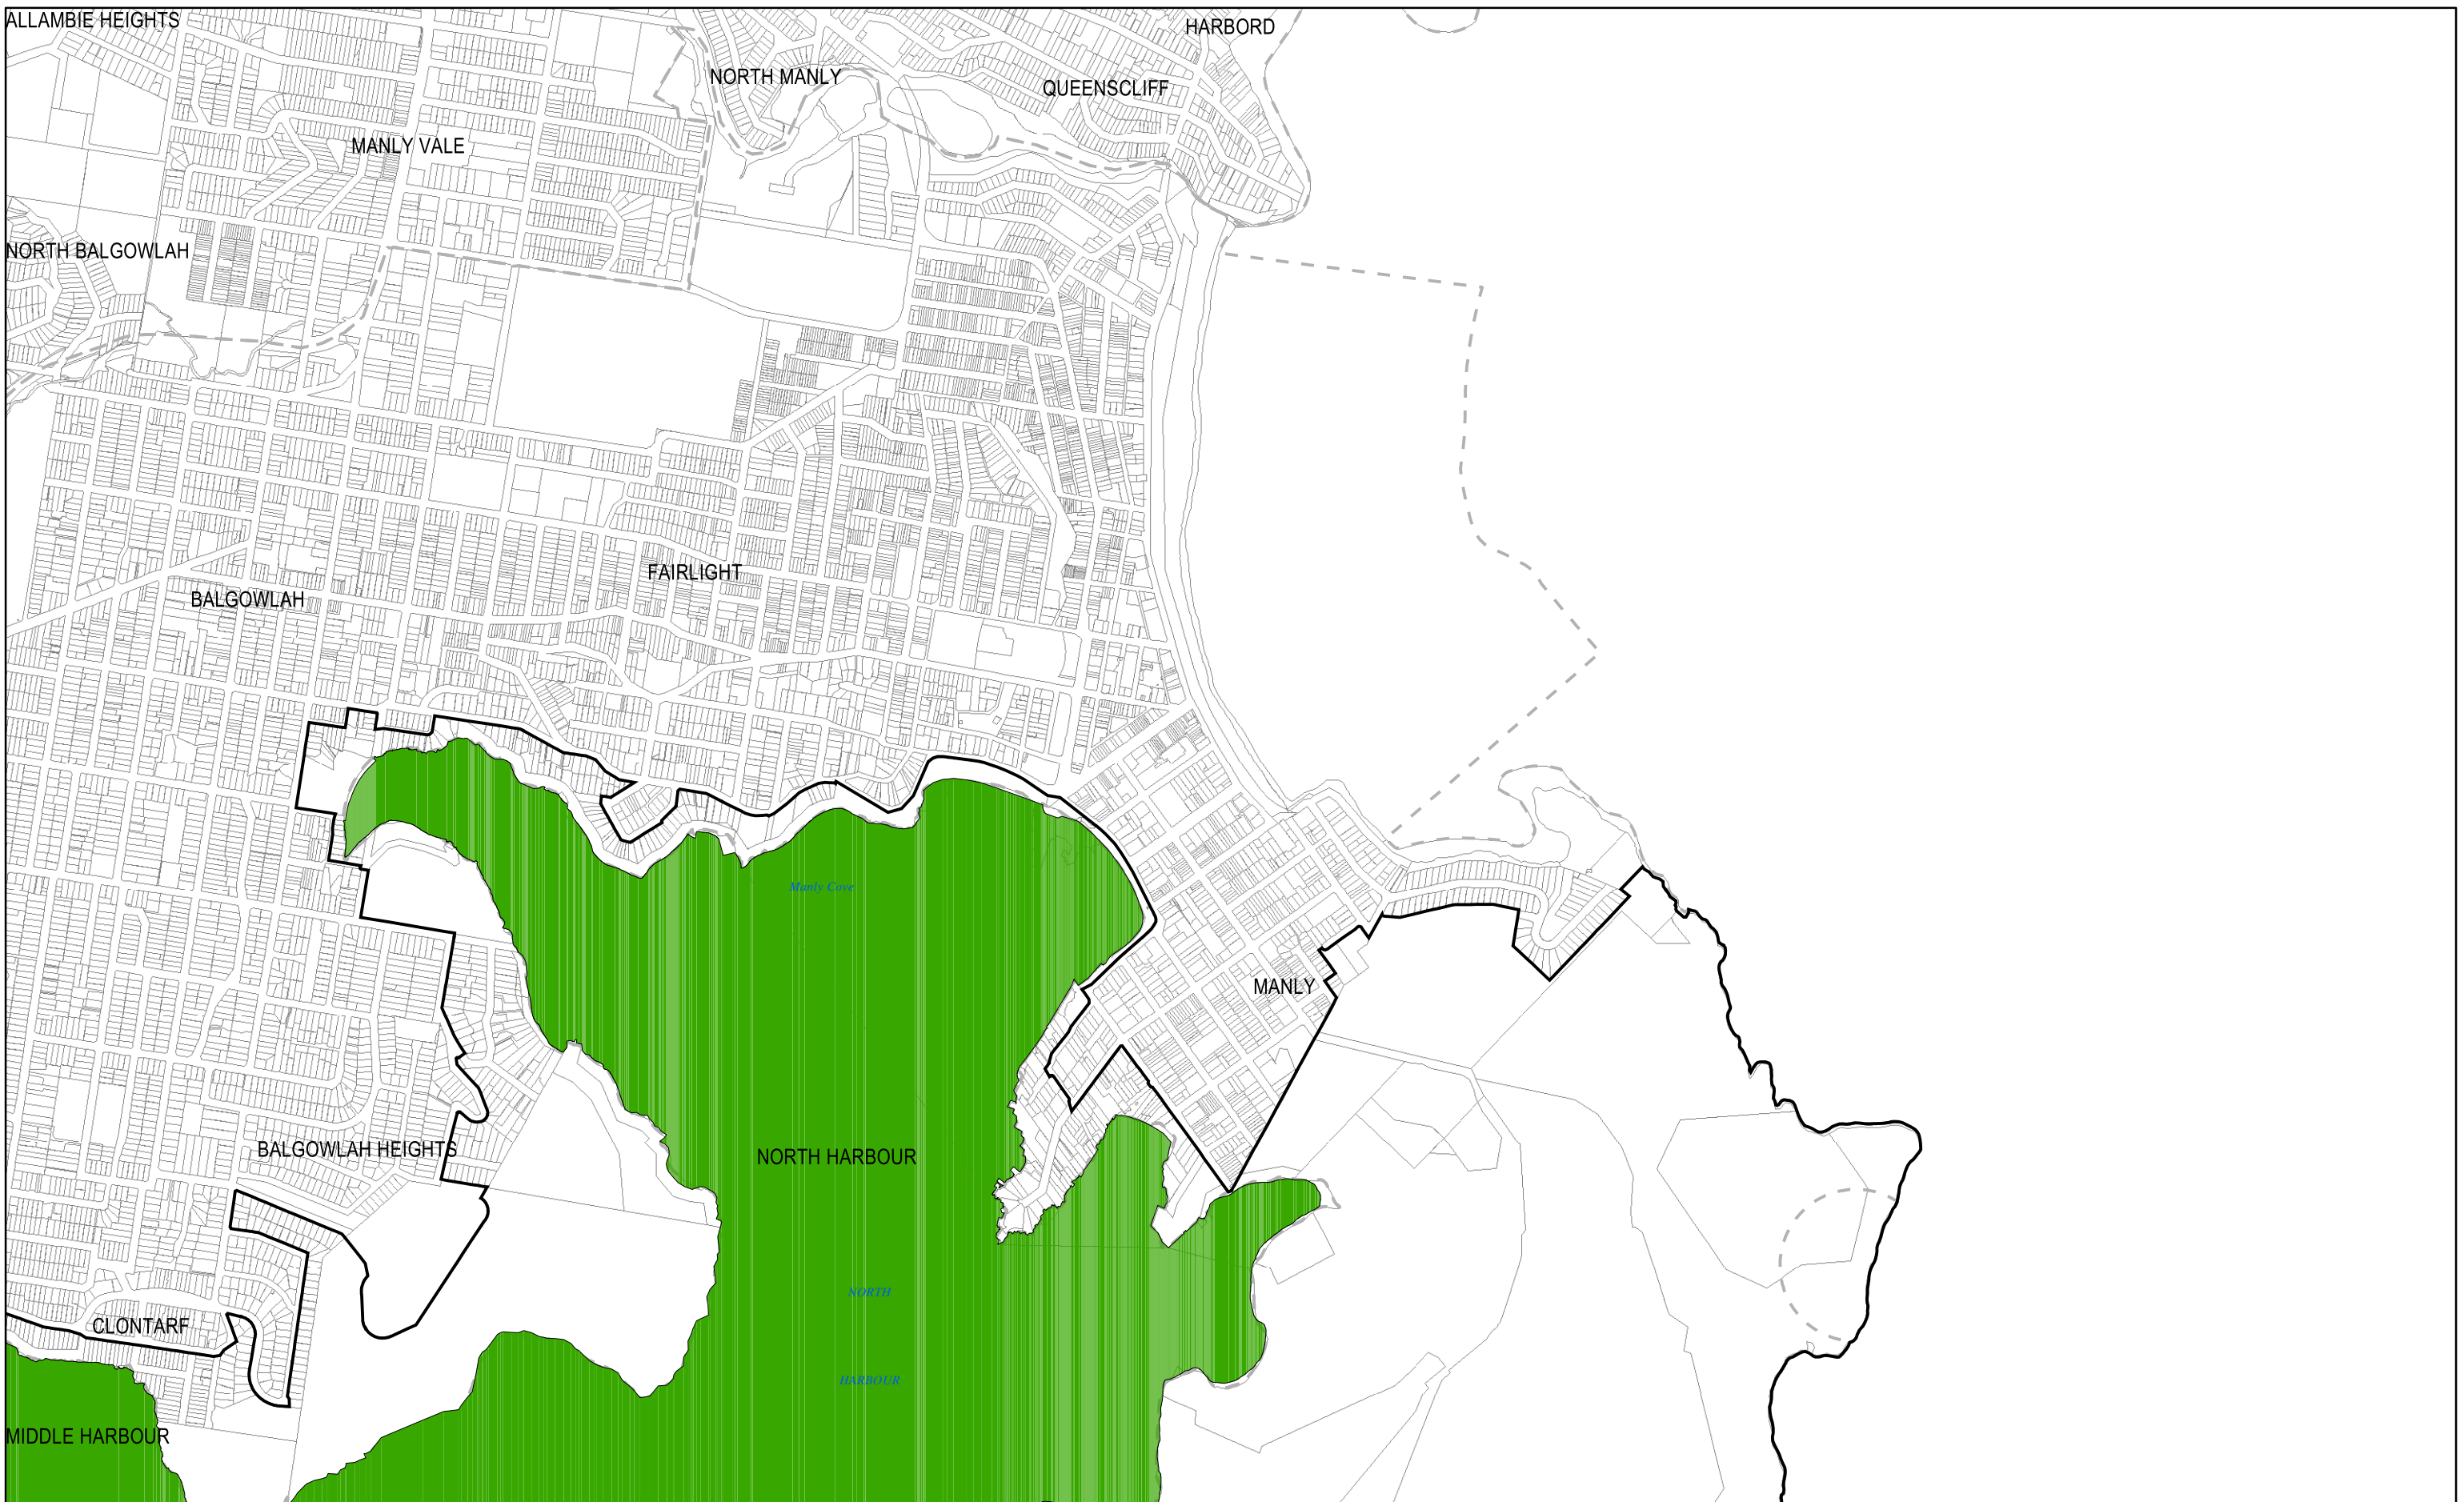 ALLAMBIE HEIGHTS
HARBORD
NORTH MANLY
QUEENSCLIFF
MANLY VALE
NORTH BALGOWLAH
FAIRLIGHT
BALGOWLAH
Manly Cove
MANLY
BALGOWLAH HEIGHTS
NORTH HARBOUR
NORTH
CLONTARF
HARBOUR
MIDDLE HARBOUR